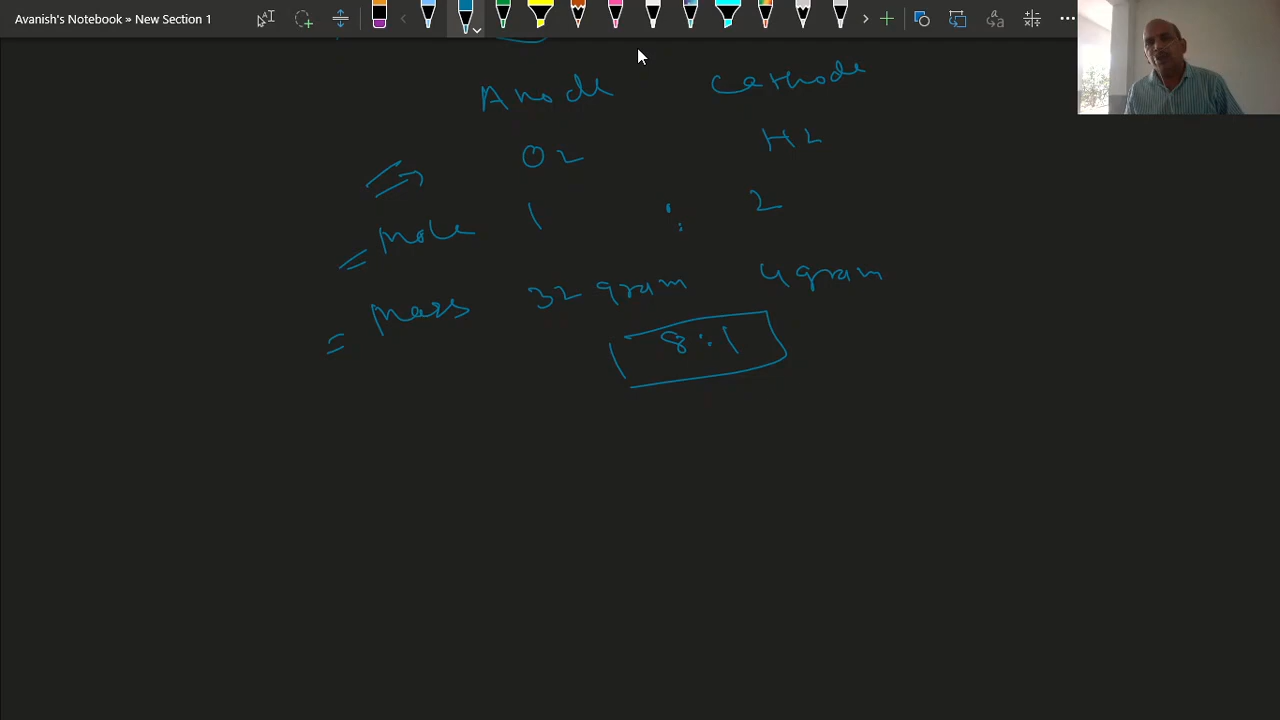 Avanish's Notebook » New Section 1
Anode Cathode
O2 H2
Mole 1 : 2
Mass 32 gram 4 gram
8:1